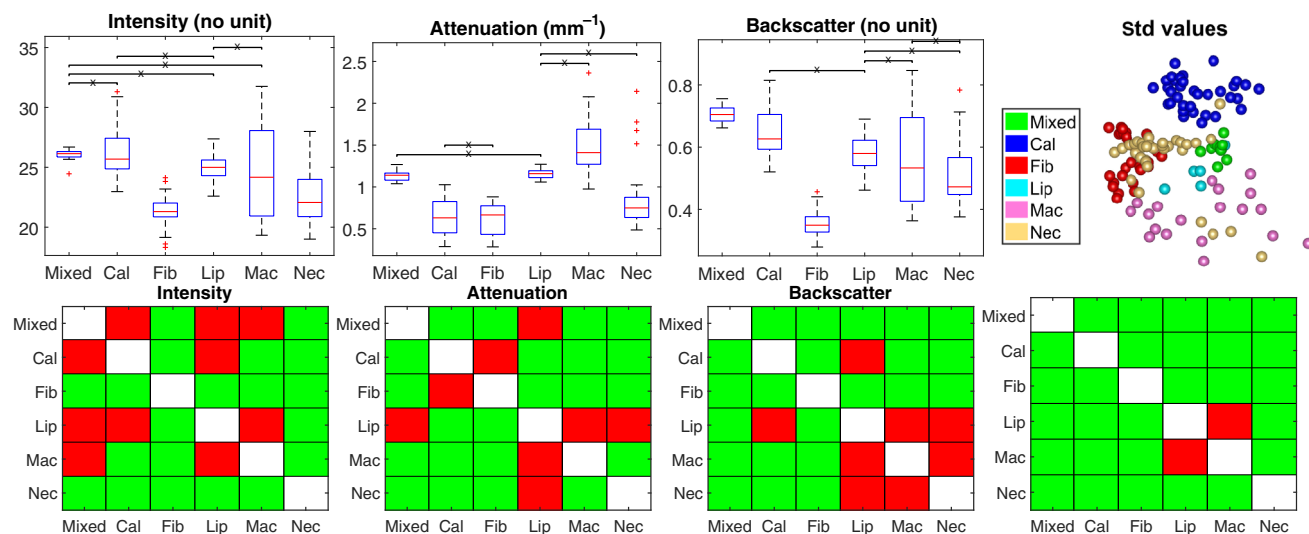 Intensity (no unit)
35
30
25
20
Mixed Cal Fib Lip Mac Nec
Attenuation (mm⁻¹)
2.5
2
1.5
1
0.5
Mixed Cal Fib Lip Mac Nec
Backscatter (no unit)
0.8
0.6
0.4
Mixed Cal Fib Lip Mac Nec
Std values
Mixed
Cal
Fib
Lip
Mac
Nec
Intensity
Mixed
Cal
Fib
Lip
Mac
Nec
Mixed Cal Fib Lip Mac Nec
Attenuation
Mixed
Cal
Fib
Lip
Mac
Nec
Mixed Cal Fib Lip Mac Nec
Backscatter
Mixed
Cal
Fib
Lip
Mac
Nec
Mixed Cal Fib Lip Mac Nec
Mixed
Cal
Fib
Lip
Mac
Nec
Mixed Cal Fib Lip Mac Nec